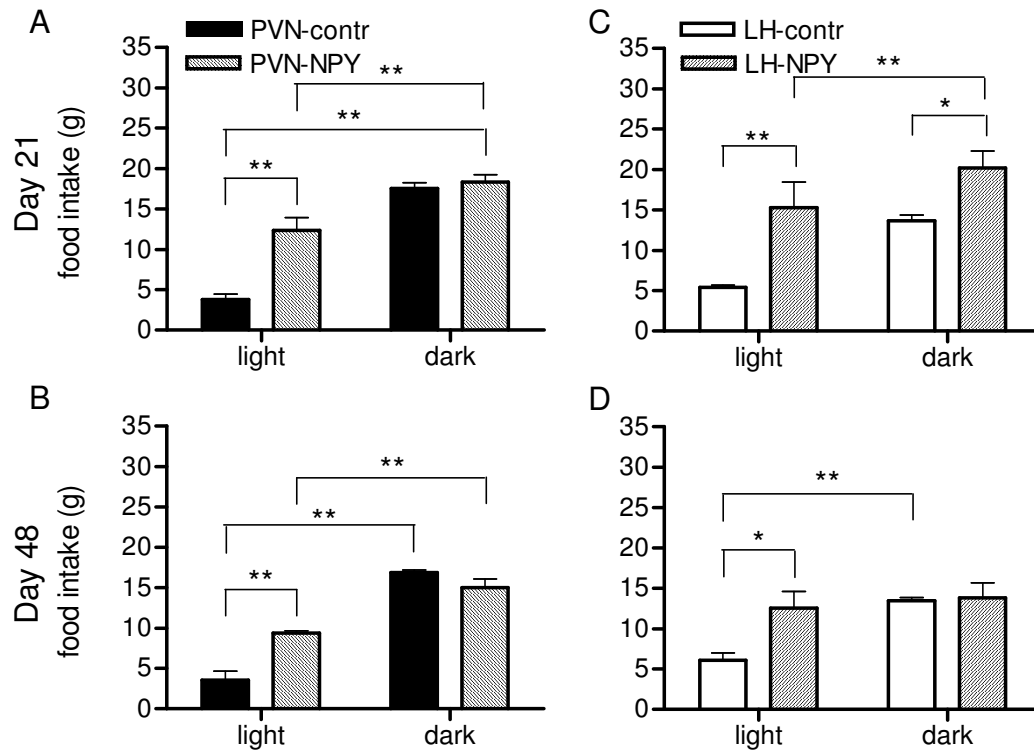 A
PVN-contr
PVN-NPY
Day 21
food intake (g)
35
30
25
20
15
10
5
0
**
**
**
light dark
C
LH-contr
LH-NPY
35
30
25
20
15
10
5
0
**
*
**
light dark
B
Day 48
food intake (g)
35
30
25
20
15
10
5
0
**
**
**
light dark
D
35
30
25
20
15
10
5
0
**
*
light dark